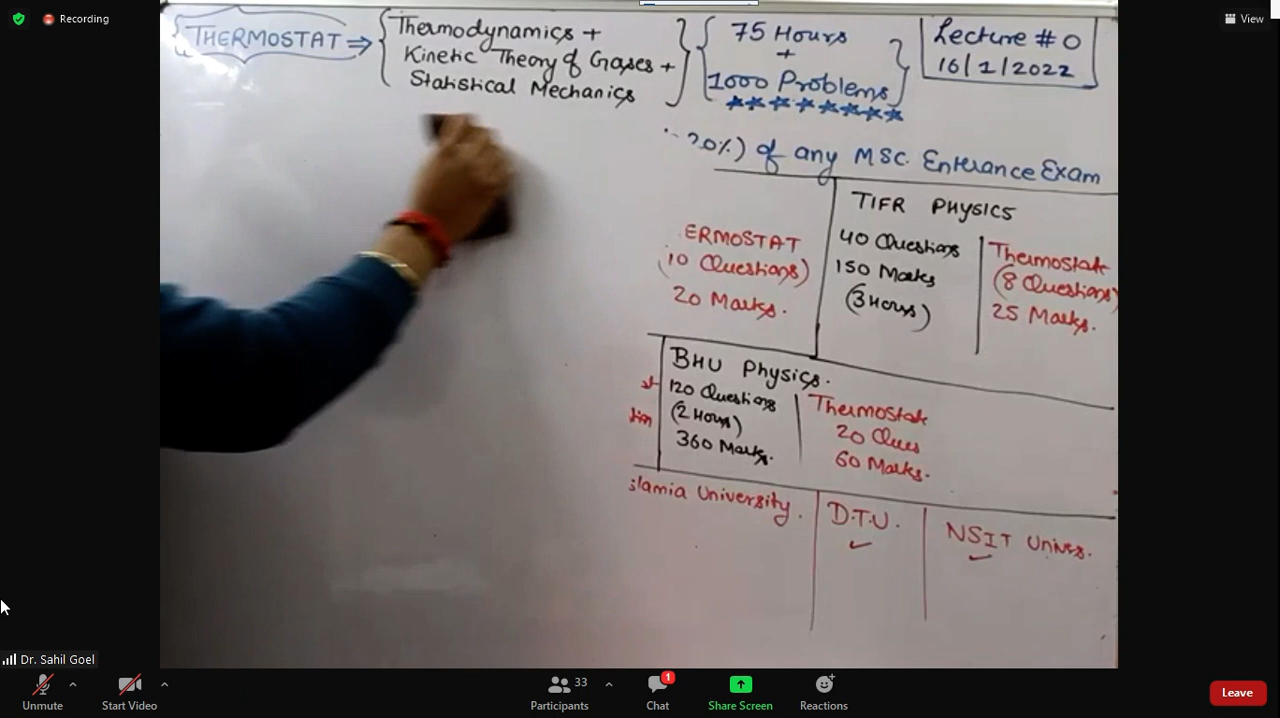 Recording
View
{THERMOSTAT} ⇒ {Thermodynamics +
Kinetic Theory of Gases +
Statistical Mechanics}
{75 Hours
+
1000 Problems}
★★★★★★★★
Lecture # 0
16/1/2022
20%) of any MSC. Entrance Exam
ERMOSTAT
(10 Questions)
20 Marks.
TIFR PHYSICS
40 Questions
150 Marks
(3 Hours)
Thermostate
(8 Questions)
25 Marks.
BHU Physics.
120 Questions
(2 Hours)
360 Marks.
Thermostate
20 Ques
60 Marks.
slamia University.
D.T.U.
NSIT Univers.
Dr. Sahil Goel
Unmute
Start Video
33
Participants
1
Chat
Share Screen
Reactions
Leave